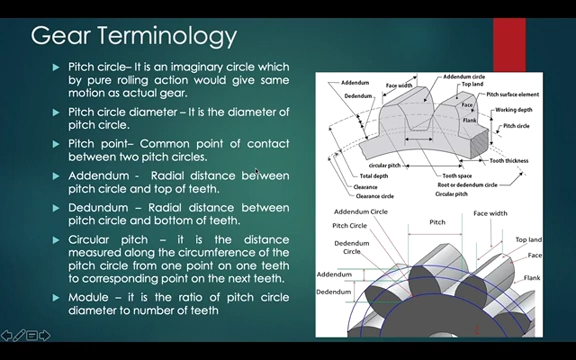 Gear Terminology
Pitch circle– It is an imaginary circle which
by pure rolling action would give same
motion as actual gear.
Pitch circle diameter – It is the diameter of
pitch circle.
Pitch point– Common point of contact
between two pitch circles.
Addendum - Radial distance between
pitch circle and top of teeth.
Dedundum – Radial distance between
pitch circle and bottom of teeth.
Circular pitch – it is the distance
measured along the circumference of the
pitch circle from one point on one teeth
to corresponding point on the next teeth.
Module – it is the ratio of pitch circle
diameter to number of teeth
Addendum
Dedendum
Face width
Addendum circle
Top land
Pitch surface element
Face
Flank
Working depth
Pitch circle
circular pitch
Total depth
Clearance
Clearance circle
Tooth thickness
Tooth space
Root or dedendum circle
Circular pitch
Addendum Circle
Pitch Circle
Dedendum
Circle
Addendum
Dedendum
Pitch
Face width
Top land
Face
Flank